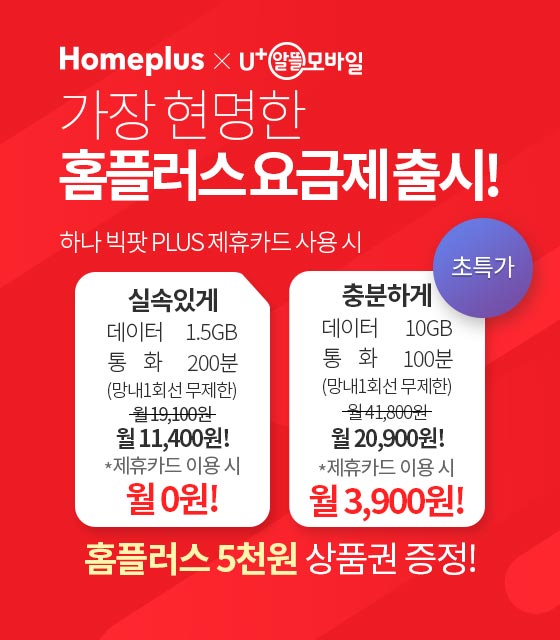 Homeplus × U+알뜰모바일
가장 현명한
홈플러스 요금제 출시!
하나 빅팟 PLUS 제휴카드 사용 시
초특가
실속있게
데이터 1.5GB
통 화 200분
(망내1회선 무제한)
월 19,100원
월 11,400원!
*제휴카드 이용 시
월 0원!
충분하게
데이터 10GB
통 화 100분
(망내1회선 무제한)
월 41,800원
월 20,900원!
*제휴카드 이용 시
월 3,900원!
홈플러스 5천원 상품권 증정!